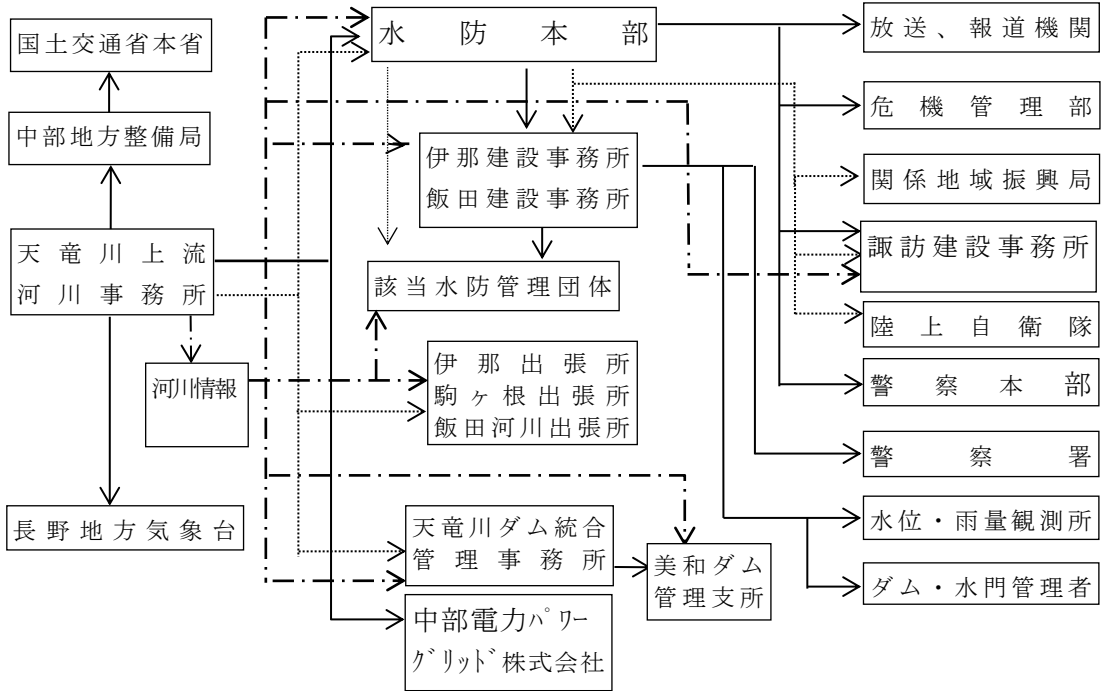 国土交通省本省
中部地方整備局
天竜川上流
河川事務所
河川情報
長野地方気象台
水防本部
伊那建設事務所
飯田建設事務所
該当水防管理団体
伊那出張所
駒ヶ根出張所
飯田河川出張所
天竜川ダム統合
管理事務所
中部電力ﾊﾟﾜｰ
ｸﾞﾘｯﾄﾞ株式会社
美和ダム
管理支所
放送、報道機関
危機管理部
関係地域振興局
諏訪建設事務所
陸上自衛隊
警察本部
警察署
水位・雨量観測所
ダム・水門管理者